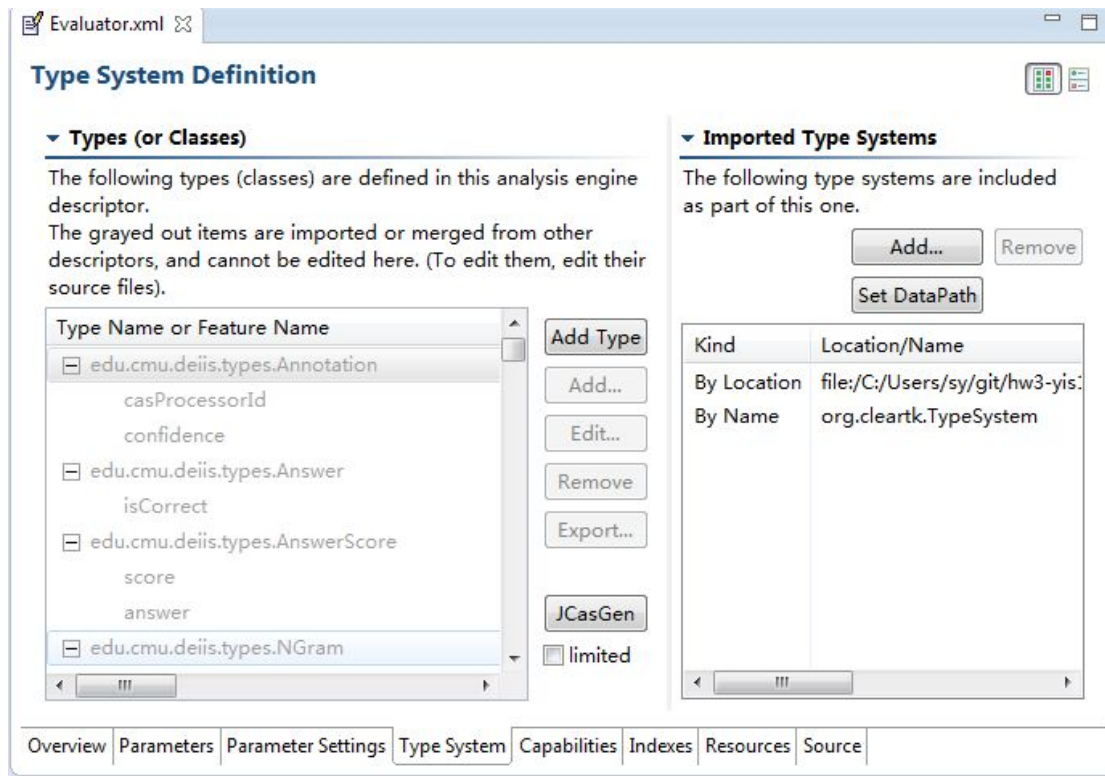 Evaluator.xml
Type System Definition
Types (or Classes)
The following types (classes) are defined in this analysis engine
descriptor.
The grayed out items are imported or merged from other
descriptors, and cannot be edited here. (To edit them, edit their
source files).
Type Name or Feature Name
edu.cmu.deiis.types.Annotation
casProcessorId
confidence
edu.cmu.deiis.types.Answer
isCorrect
edu.cmu.deiis.types.AnswerScore
score
answer
edu.cmu.deiis.types.NGram
Add Type
Add...
Edit...
Remove
Export...
JCasGen
limited
Imported Type Systems
The following type systems are included
as part of this one.
Add... Remove
Set DataPath
Kind Location/Name
By Location file:/C:/Users/sy/git/hw3-yis
By Name org.cleartk.TypeSystem
Overview Parameters Parameter Settings Type System Capabilities Indexes Resources Source